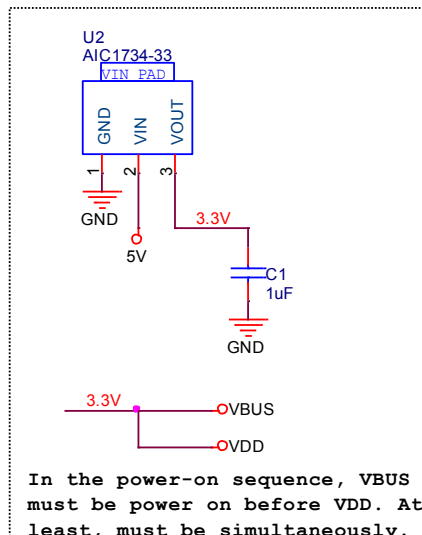 U2
AIC1734-33
VIN PAD
GND
VIN
VOUT
1
2
3
GND
3.3V
5V
C1
1uF
GND
3.3V
VBUS
VDD
In the power-on sequence, VBUS
must be power on before VDD. At
least, must be simultaneously.